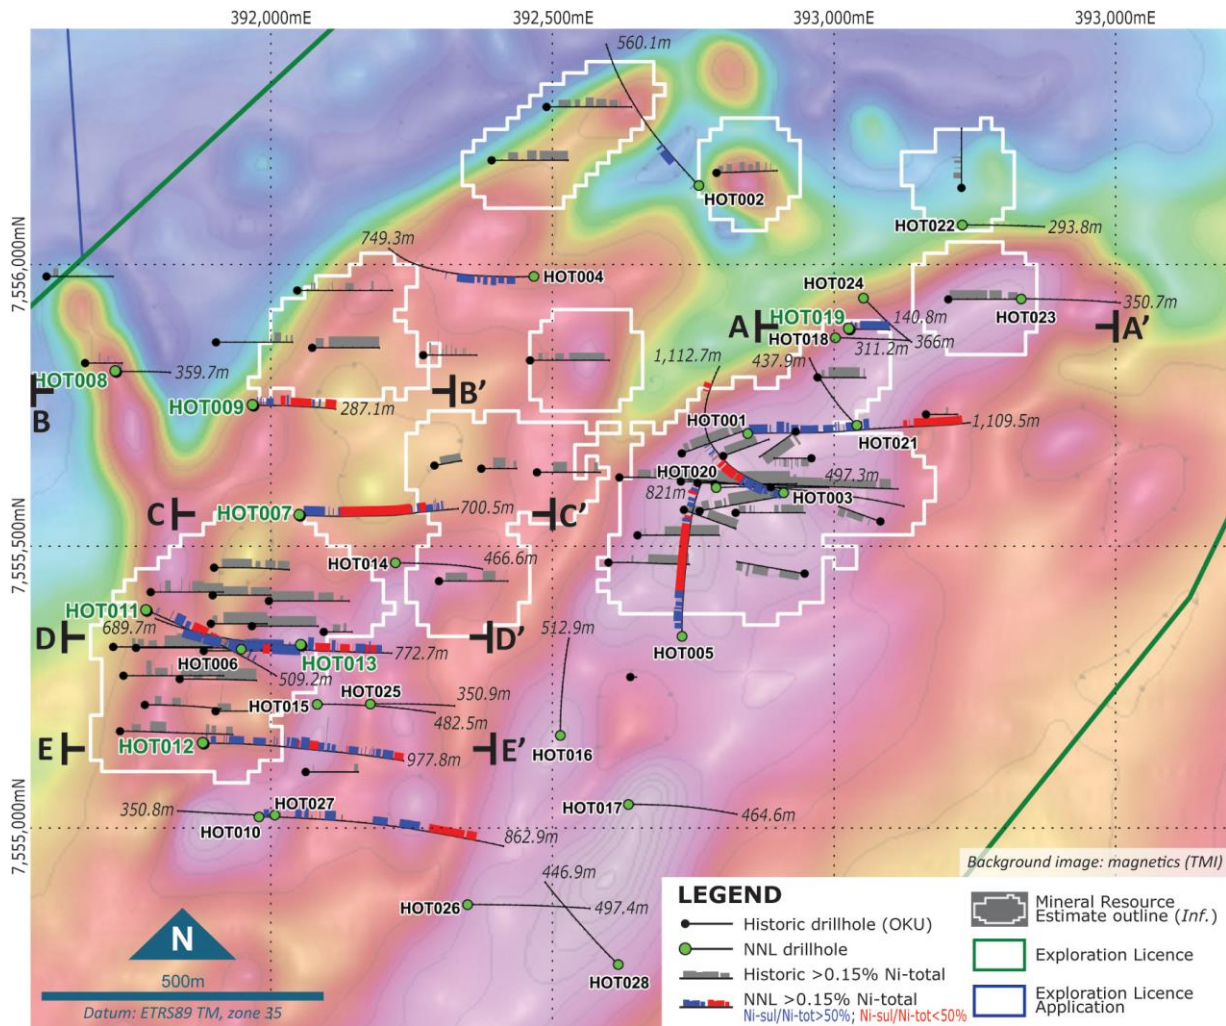 392,000mE
392,500mE
393,000mE
393,000mE
560.1m
HOT002
HOT022
293.8m
7,556,000mN
749.3m
HOT004
HOT024
HOT023
350.7m
A
HOT019
140.8m
A'
HOT018
311.2m
366m
437.9m
1,112.7m
HOT008
359.7m
B
B'
HOT009
287.1m
HOT001
HOT021
1,109.5m
HOT020
497.3m
821m
HOT003
C
HOT007
700.5m
C'
7,555,500mN
HOT014
466.6m
HOT011
689.7m
D
D'
HOT006
HOT013
772.7m
509.2m
512.9m
HOT005
HOT015
HOT025
350.9m
482.5m
E
HOT012
E'
977.8m
HOT016
350.8m
HOT027
HOT010
862.9m
HOT017
464.6m
7,555,000mN
446.9m
HOT026
497.4m
HOT028
Background image: magnetics (TMI)
N
500m
Datum: ETRS89 TM, zone 35
LEGEND
Historic drillhole (OKU)
NNL drillhole
Historic >0.15% Ni-total
NNL >0.15% Ni-total
Ni-sul/Ni-tot>50%; Ni-sul/Ni-tot<50%
Mineral Resource
Estimate outline (Inf.)
Exploration Licence
Exploration Licence
Application